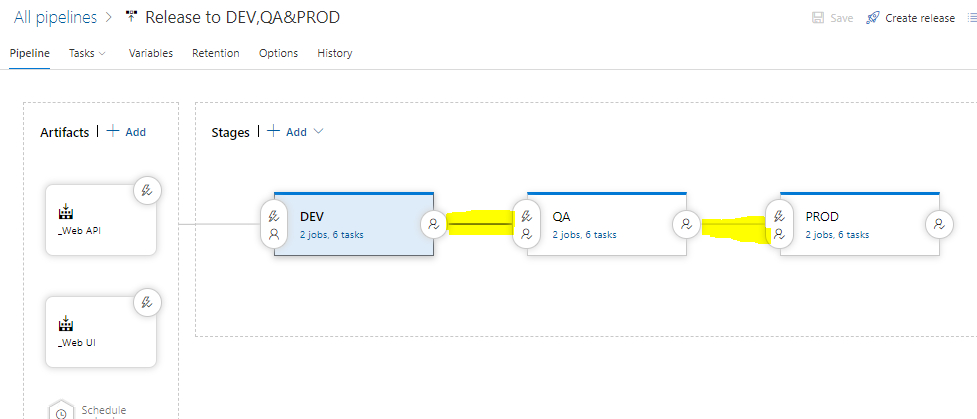 All pipelines > Release to DEV,QA&PROD
Save Create release
Pipeline Tasks Variables Retention Options History
Artifacts | + Add
Stages | + Add
_Web API
DEV
2 jobs, 6 tasks
QA
2 jobs, 6 tasks
PROD
2 jobs, 6 tasks
_Web UI
Schedule